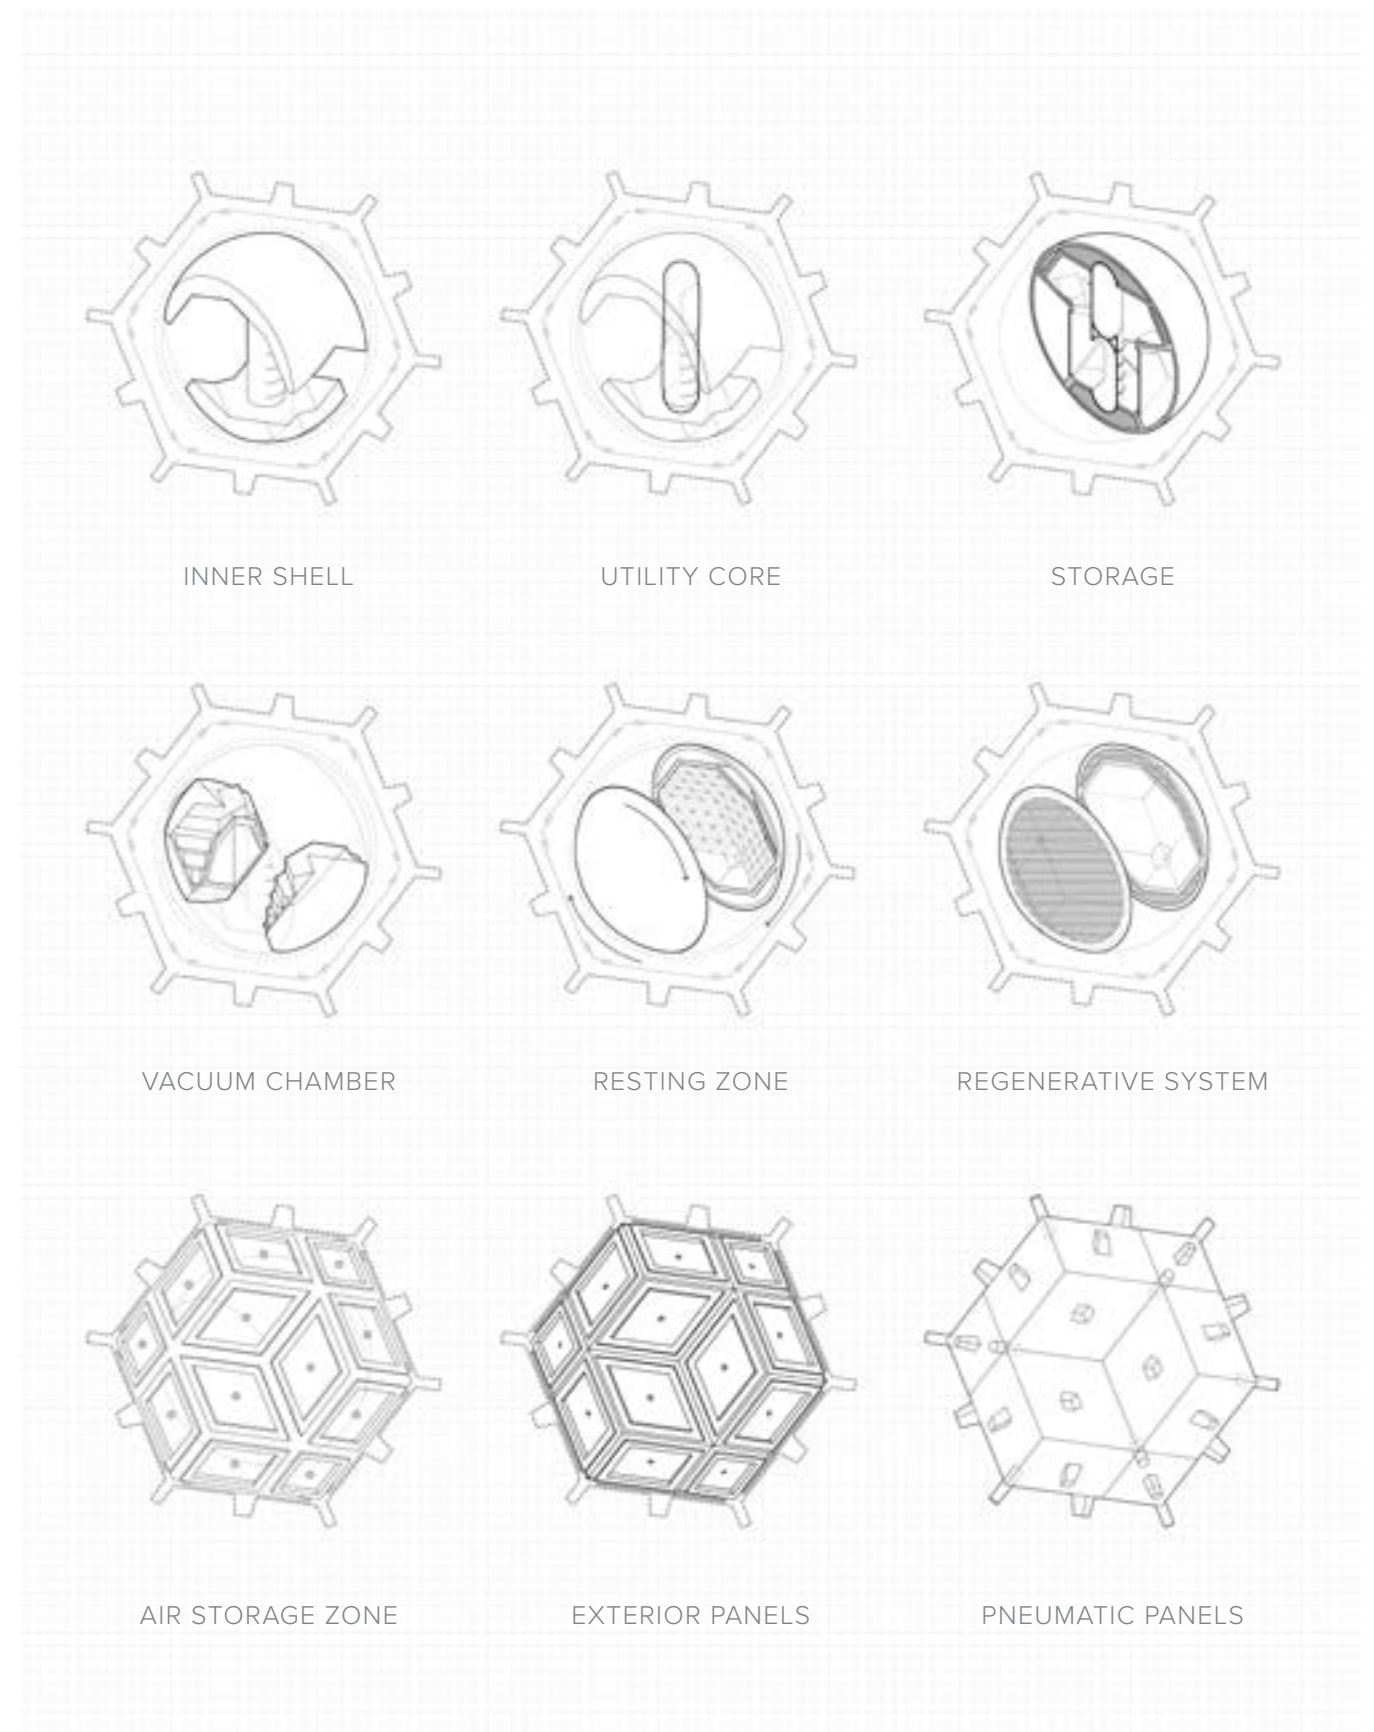 INNER SHELL
UTILITY CORE
STORAGE
VACUUM CHAMBER
RESTING ZONE
REGENERATIVE SYSTEM
AIR STORAGE ZONE
EXTERIOR PANELS
PNEUMATIC PANELS